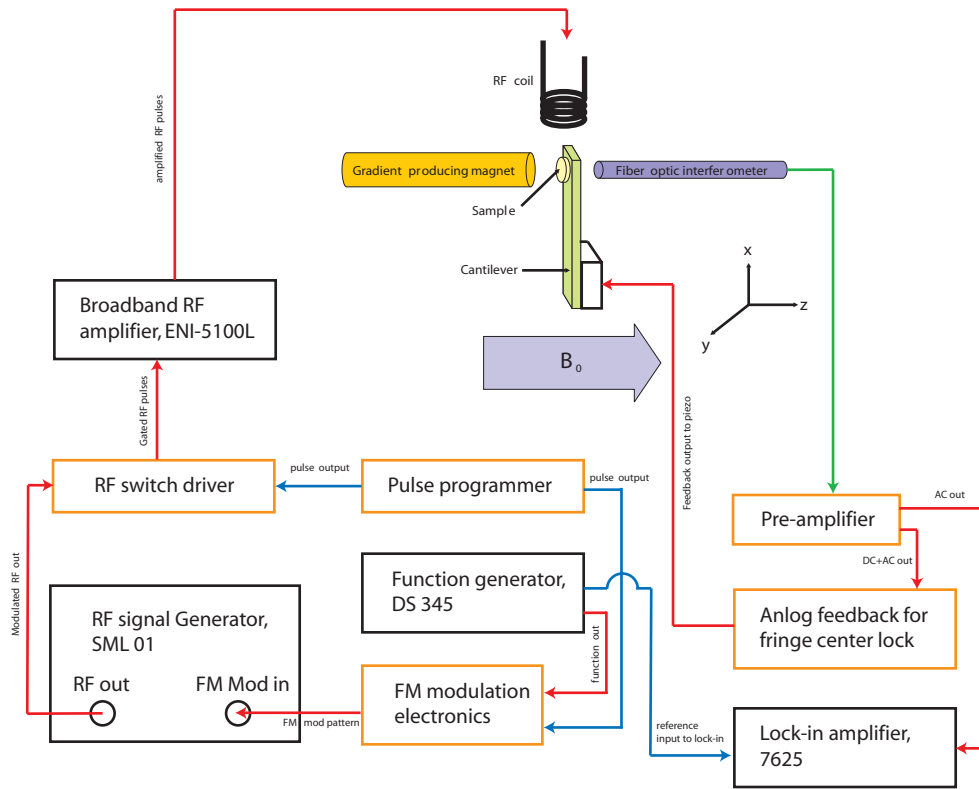 RF coil
amplified RF pulses
Gradient producing magnet
Fiber optic interfer ometer
Sample
Cantilever
x
z
y
B0
Broadband RF
amplifier, ENI-5100L
Gated RF pulses
Feedback output to piezo
RF switch driver
pulse output
Pulse programmer
pulse output
Pre-amplifier
AC out
DC+AC out
Modulated RF out
Function generator,
DS 345
function out
Anlog feedback for
fringe center lock
RF signal Generator,
SML 01
RF out
FM Mod in
FM mod pattern
FM modulation
electronics
reference
input to lock-in
Lock-in amplifier,
7625